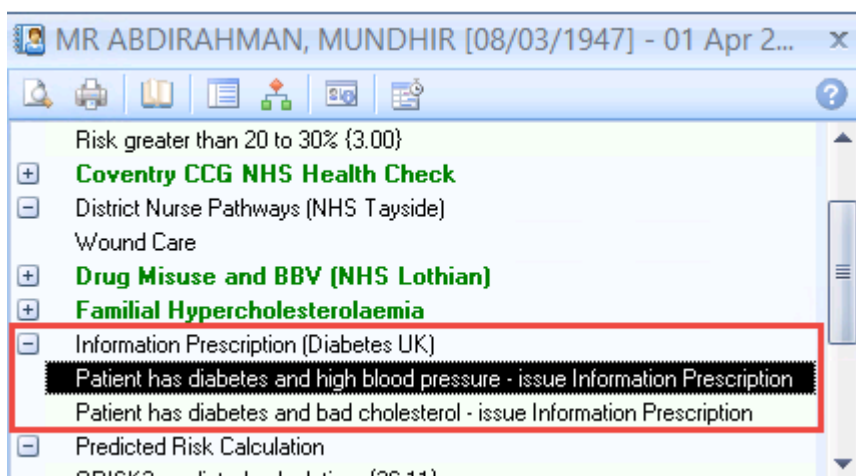 MR ABDIRAHMAN, MUNDHIR [08/03/1947] - 01 Apr 2...
Risk greater than 20 to 30% {3.00}
Coventry CCG NHS Health Check
District Nurse Pathways (NHS Tayside)
Wound Care
Drug Misuse and BBV (NHS Lothian)
Familial Hypercholesterolaemia
Information Prescription (Diabetes UK)
Patient has diabetes and high blood pressure - issue Information Prescription
Patient has diabetes and bad cholesterol - issue Information Prescription
Predicted Risk Calculation